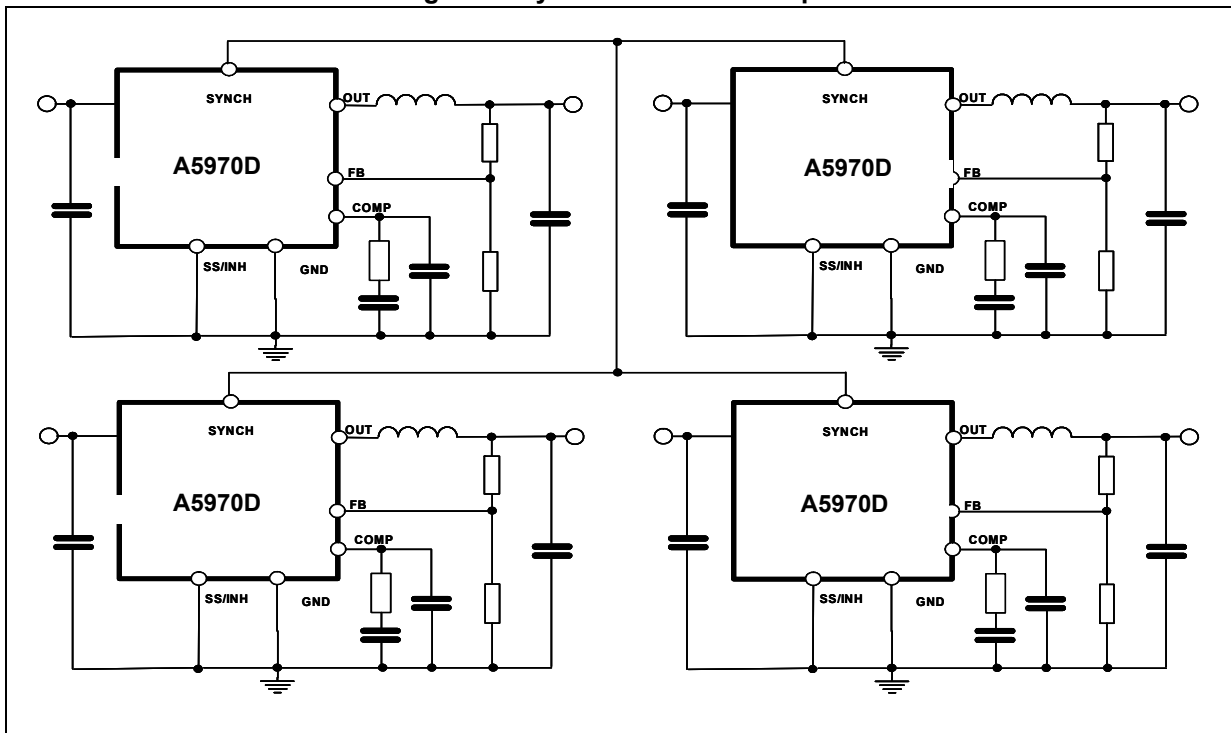 SYNCH
OUT
A5970D
FB
COMP
SS/INH
GND
SYNCH
OUT
A5970D
FB
COMP
SS/INH
GND
SYNCH
OUT
A5970D
FB
COMP
SS/INH
GND
SYNCH
OUT
A5970D
FB
COMP
SS/INH
GND